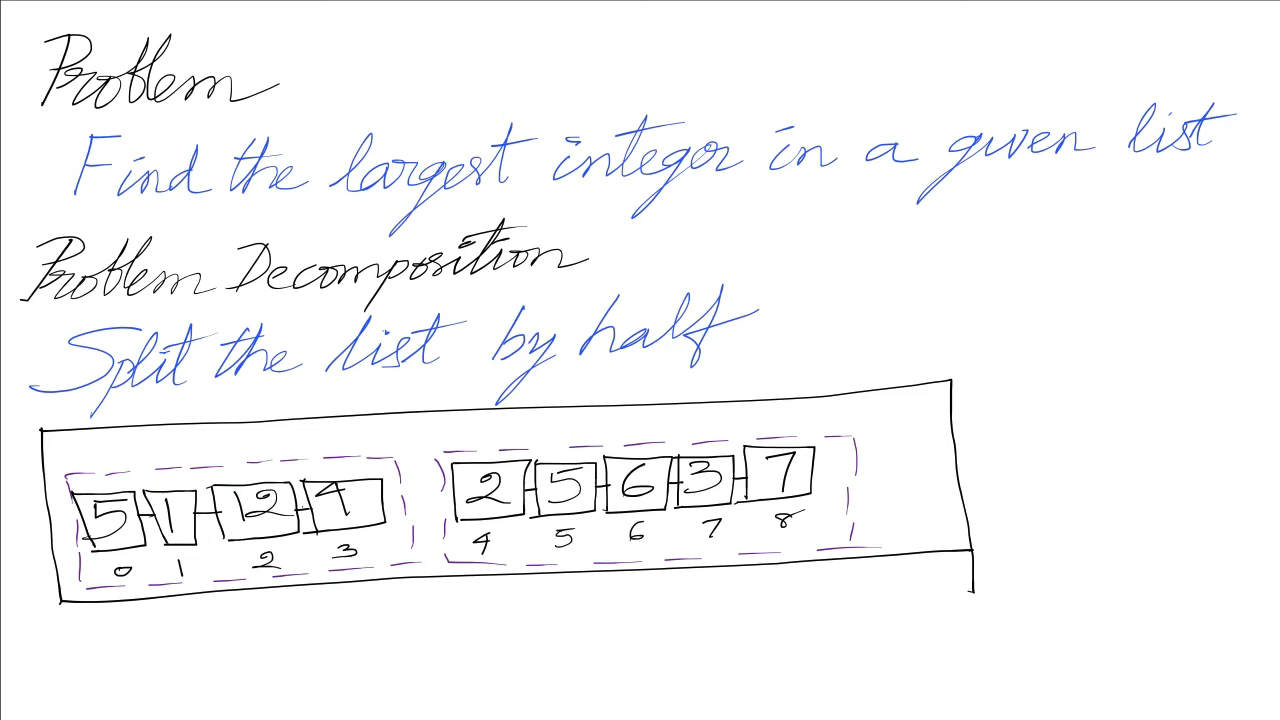 Problem
Find the largest integer in a given list
Problem Decomposition
Split the list by half
5 1 12 4 2 5 6 3 7
0 1 2 3 4 5 6 7 8